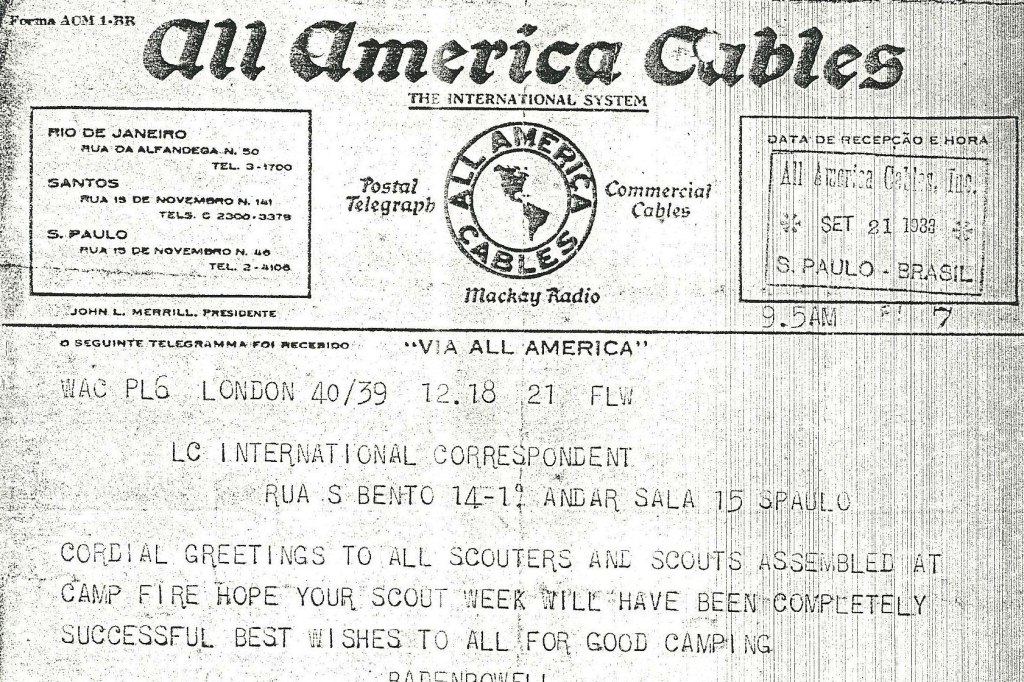 Forma ACM 1-BR
All America Cables
THE INTERNATIONAL SYSTEM
RIO DE JANEIRO
RUA DA ALFANDEGA N. 50
TEL. 3-1700
SANTOS
RUA 15 DE NOVEMBRO N. 141
TELS. C 2300-3379
S. PAULO
RUA 15 DE NOVEMBRO N. 46
TEL. 2-4106
JOHN L. MERRILL, PRESIDENTE
Postal
Telegraph
ALL AMERICA
CABLES
Commercial
Cables
Mackay Radio
DATA DE RECEPÇÃO E HORA
All America Cables, Inc.
SET 21 1933
S. PAULO - BRASIL
9.5AM 7
O SEGUINTE TELEGRAMMA FOI RECEBIDO "VIA ALL AMERICA"
WAC PL6 LONDON 40/39 12.18 21 FLW
LC INTERNATIONAL CORRESPONDENT
RUA S BENTO 14-1º ANDAR SALA 15 SPAULO
CORDIAL GREETINGS TO ALL SCOUTERS AND SCOUTS ASSEMBLED AT
CAMP FIRE HOPE YOUR SCOUT WEEK WILL HAVE BEEN COMPLETELY
SUCCESSFUL BEST WISHES TO ALL FOR GOOD CAMPING
BADENPOWELL